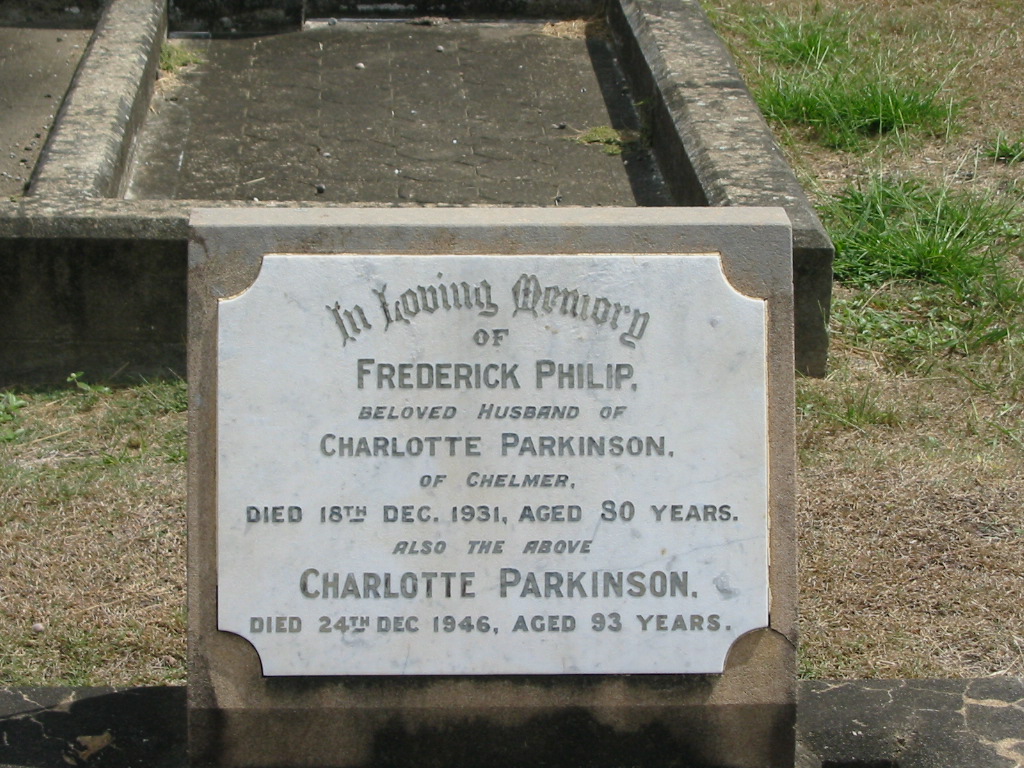 In Loving Memory
OF
FREDERICK PHILIP,
BELOVED HUSBAND OF
CHARLOTTE PARKINSON,
OF CHELMER,
DIED 18TH DEC. 1931, AGED 80 YEARS.
ALSO THE ABOVE
CHARLOTTE PARKINSON,
DIED 24TH DEC 1946, AGED 93 YEARS.